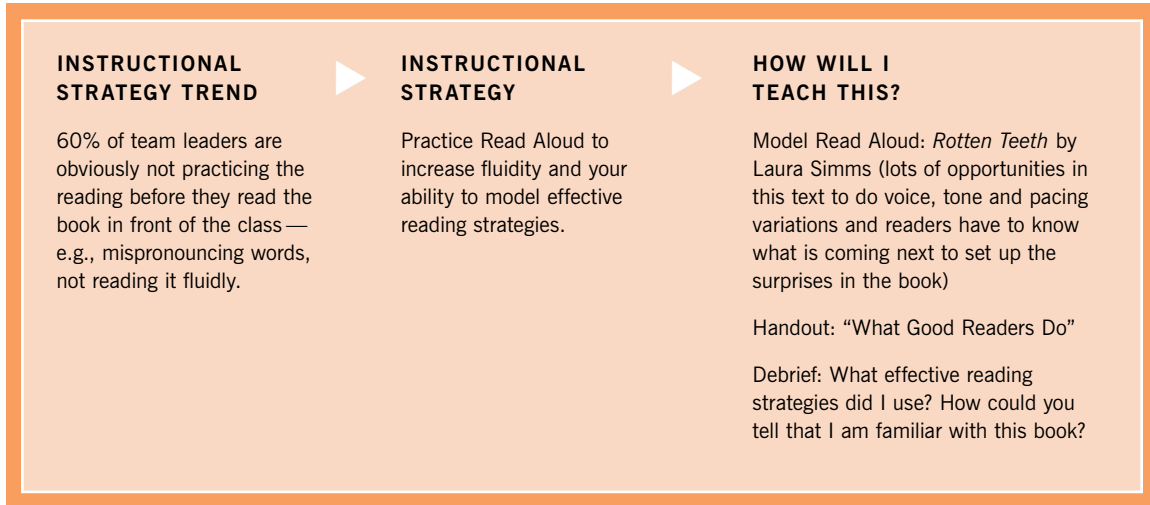 INSTRUCTIONAL
STRATEGY TREND
60% of team leaders are
obviously not practicing the
reading before they read the
book in front of the class —
e.g., mispronouncing words,
not reading it fluidly.
INSTRUCTIONAL
STRATEGY
Practice Read Aloud to
increase fluidity and your
ability to model effective
reading strategies.
HOW WILL I
TEACH THIS?
Model Read Aloud: Rotten Teeth by
Laura Simms (lots of opportunities in
this text to do voice, tone and pacing
variations and readers have to know
what is coming next to set up the
surprises in the book)
Handout: “What Good Readers Do”
Debrief: What effective reading
strategies did I use? How could you
tell that I am familiar with this book?